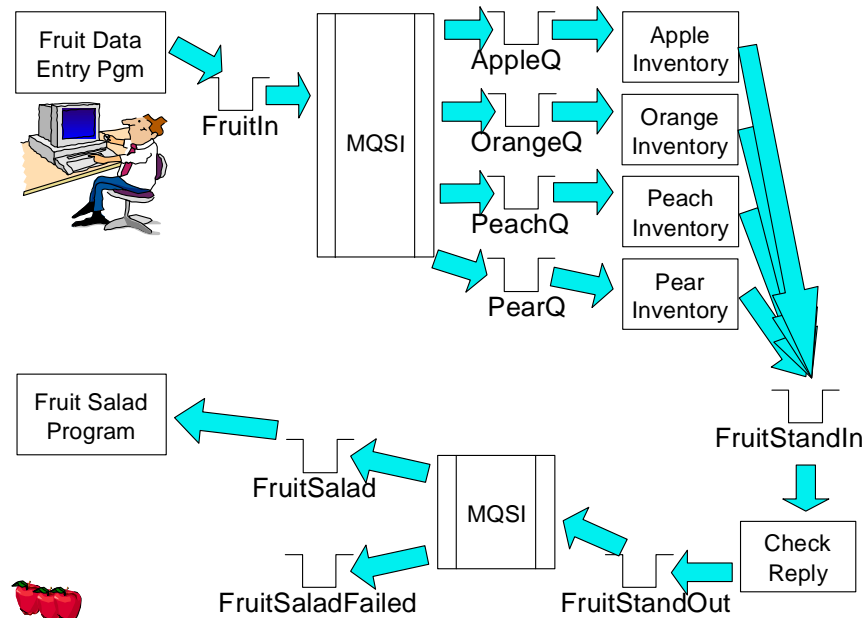 Fruit Data
Entry Pgm
FruitIn
MQSI
AppleQ
OrangeQ
PeachQ
PearQ
Apple
Inventory
Orange
Inventory
Peach
Inventory
Pear
Inventory
FruitStandIn
Check
Reply
FruitStandOut
MQSI
FruitSalad
FruitSaladFailed
Fruit Salad
Program